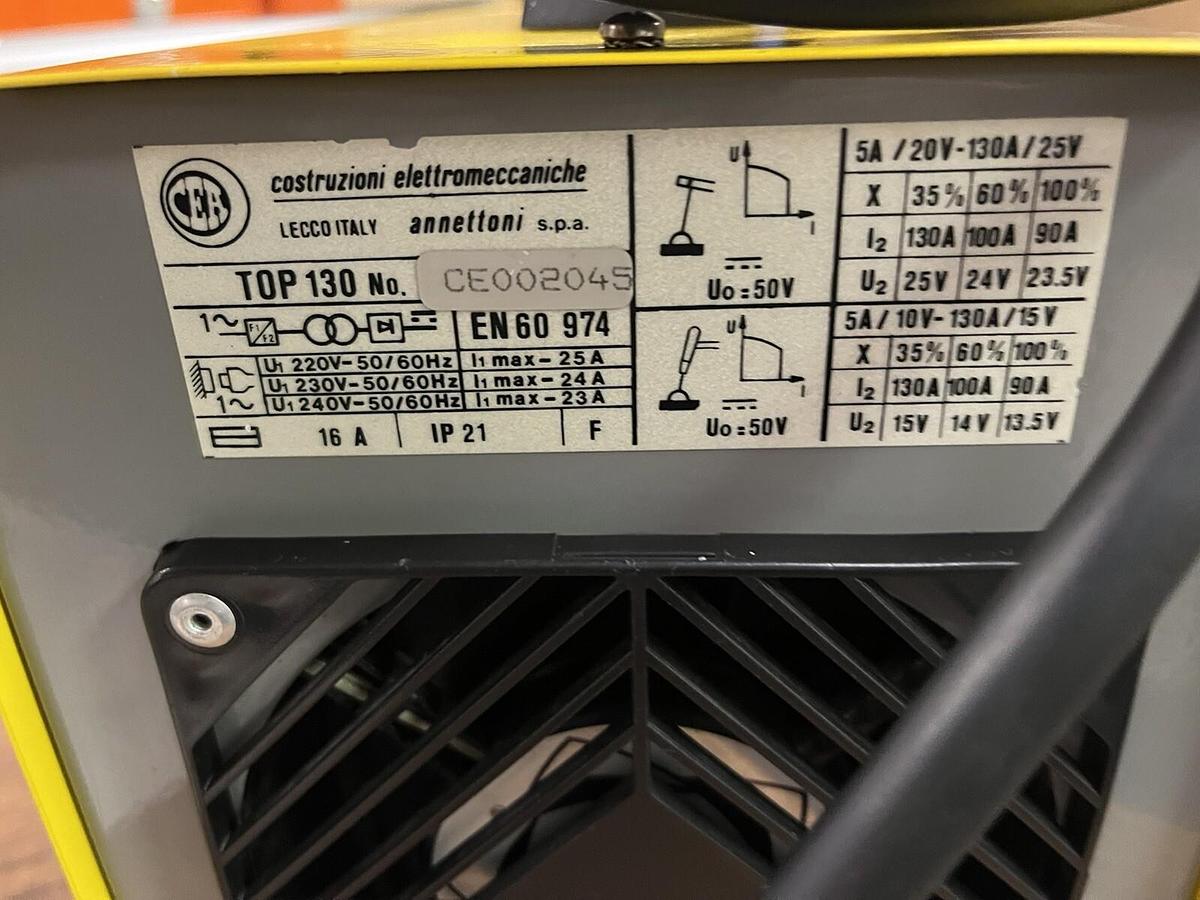 CER costruzioni elettromeccaniche
LECCO ITALY annettoni s.p.a.
TOP 130 No. CE002045
1~ F1/F2 EN 60 974
U1 220V-50/60Hz I1 max-25A
U1 230V-50/60Hz I1 max-24A
1~ U1 240V-50/60Hz I1 max-23A
16 A IP 21 F
U I
U0=50V
5A/20V-130A/25V
X 35% 60% 100%
I2 130A 100A 90A
U2 25V 24V 23.5V
U I
U0=50V
5A/10V-130A/15V
X 35% 60% 100%
I2 130A 100A 90A
U2 15V 14V 13.5V